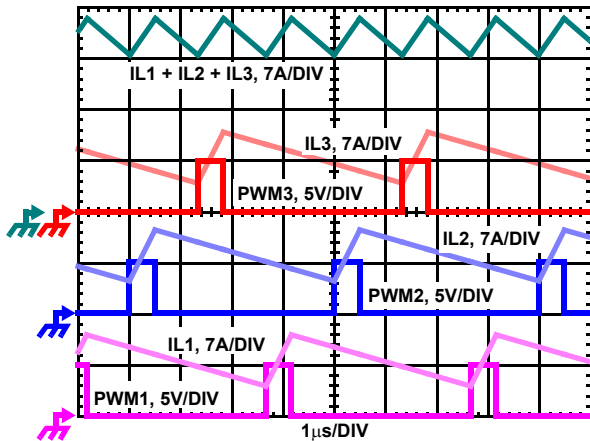 IL1 + IL2 + IL3, 7A/DIV
IL3, 7A/DIV
PWM3, 5V/DIV
IL2, 7A/DIV
PWM2, 5V/DIV
IL1, 7A/DIV
PWM1, 5V/DIV
1μs/DIV